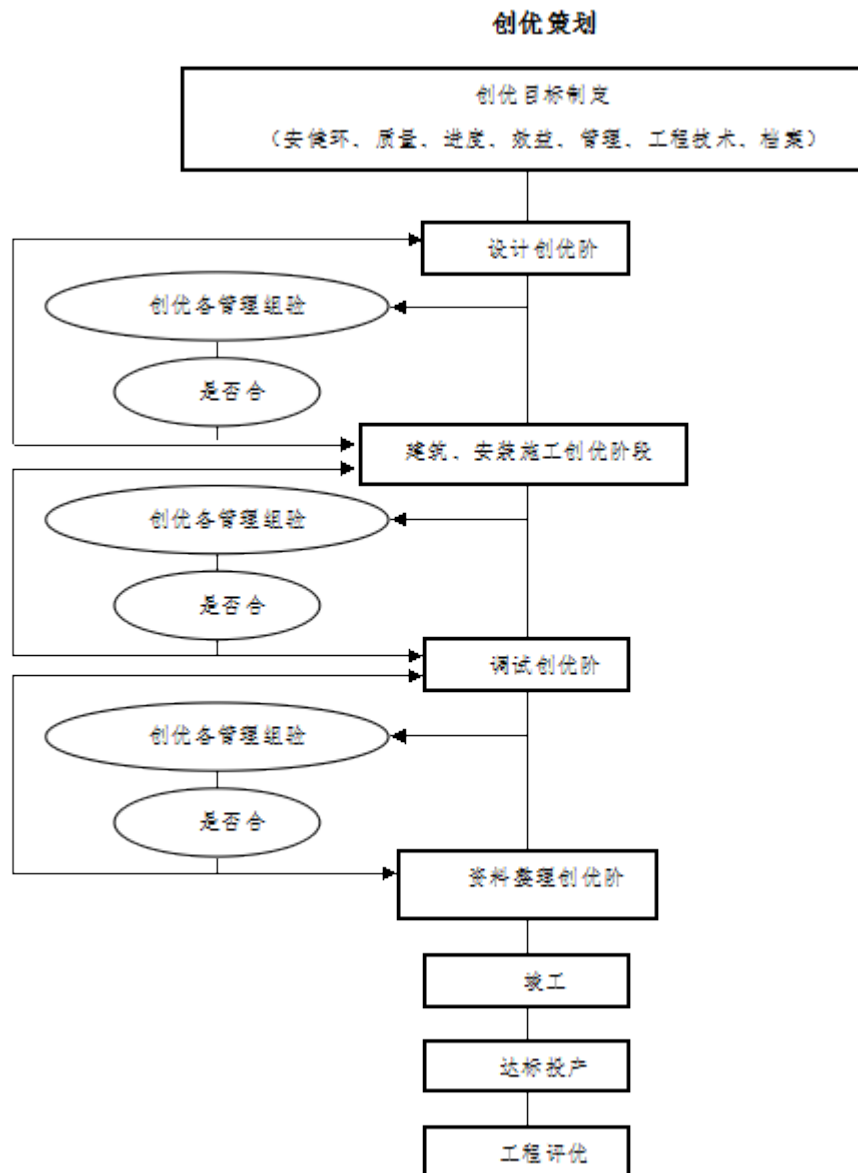 创优策划
创优目标制定
（安健环、质量、进度、效益、管理、工程技术、档案）
设计创优阶
创优各管理组验
是否合
建筑、安装施工创优阶段
创优各管理组验
是否合
调试创优阶
创优各管理组验
是否合
资料整理创优阶
竣工
达标投产
工程评优